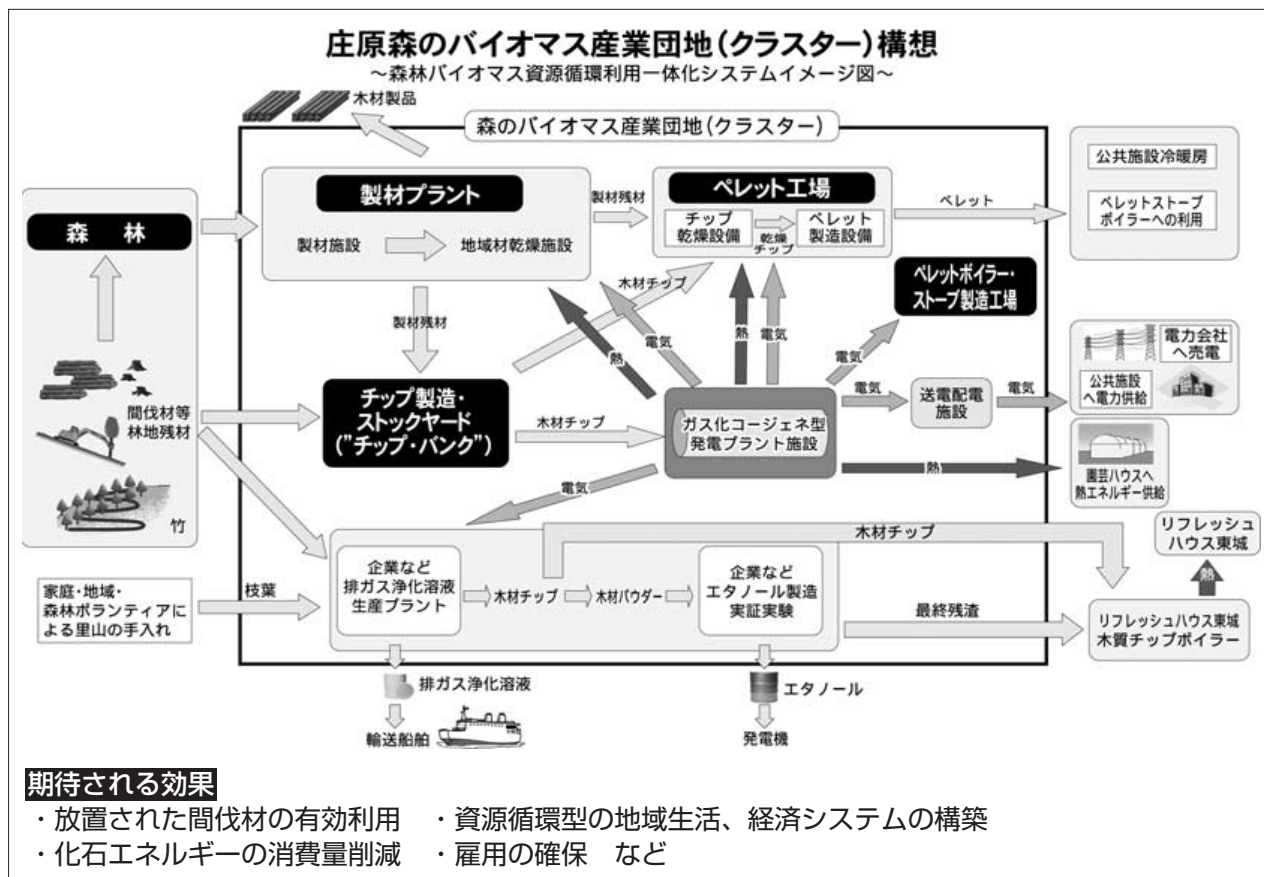 庄原森のバイオマス産業団地(クラスター)構想
～森林バイオマス資源循環利用一体化システムイメージ図～
木材製品
森のバイオマス産業団地(クラスター)
製材プラント
製材施設
地域材乾燥施設
製材残材
ペレット工場
チップ
乾燥設備
乾燥
チップ
ペレット
製造設備
ペレット
公共施設冷暖房
ペレットストーブ
ボイラーへの利用
森 林
間伐材等
林地残材
竹
製材残材
木材チップ
熱
電気
熱
電気
電気
ペレットボイラー・
ストーブ製造工場
チップ製造・
ストックヤード
("チップ・バンク")
木材チップ
ガス化コージェネ型
発電プラント施設
電気
送電配電
施設
電気
電力会社
へ売電
公共施設
へ電力供給
熱
園芸ハウスへ
熱エネルギー供給
電気
木材チップ
リフレッシュ
ハウス東城
熱
家庭・地域・
森林ボランティアに
よる里山の手入れ
枝葉
企業など
排ガス浄化溶液
生産プラント
木材チップ
木材パウダー
企業など
エタノール製造
実証実験
最終残渣
リフレッシュハウス東城
木質チップボイラー
排ガス浄化溶液
輸送船舶
エタノール
発電機
期待される効果
・放置された間伐材の有効利用 ・資源循環型の地域生活、経済システムの構築
・化石エネルギーの消費量削減 ・雇用の確保 など